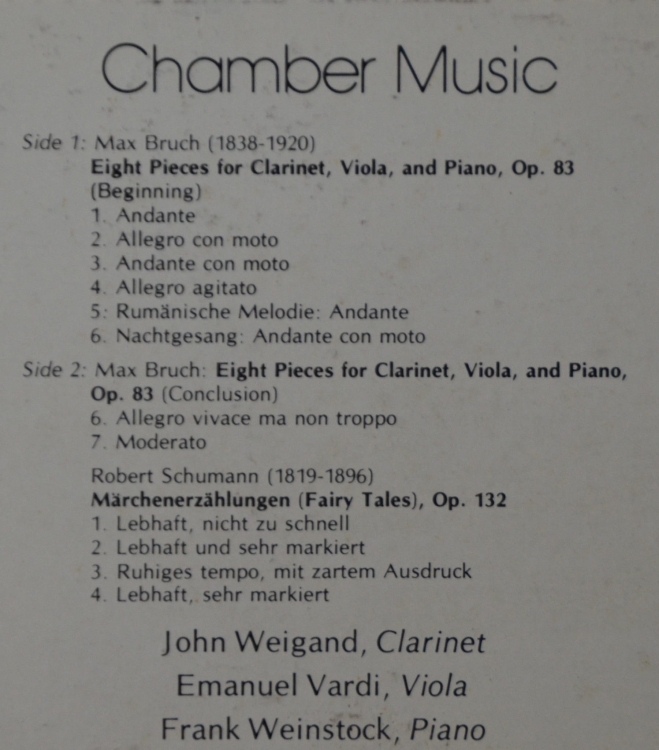 Chamber Music
Side 1: Max Bruch (1838-1920)
Eight Pieces for Clarinet, Viola, and Piano, Op. 83
(Beginning)
1. Andante
2. Allegro con moto
3. Andante con moto
4. Allegro agitato
5: Rumänische Melodie: Andante
6. Nachtgesang: Andante con moto
Side 2: Max Bruch: Eight Pieces for Clarinet, Viola, and Piano,
Op. 83 (Conclusion)
6. Allegro vivace ma non troppo
7. Moderato
Robert Schumann (1819-1896)
Märchenerzählungen (Fairy Tales), Op. 132
1. Lebhaft, nicht zu schnell
2. Lebhaft und sehr markiert
3. Ruhiges tempo, mit zartem Ausdruck
4. Lebhaft, sehr markiert
John Weigand, Clarinet
Emanuel Vardi, Viola
Frank Weinstock, Piano